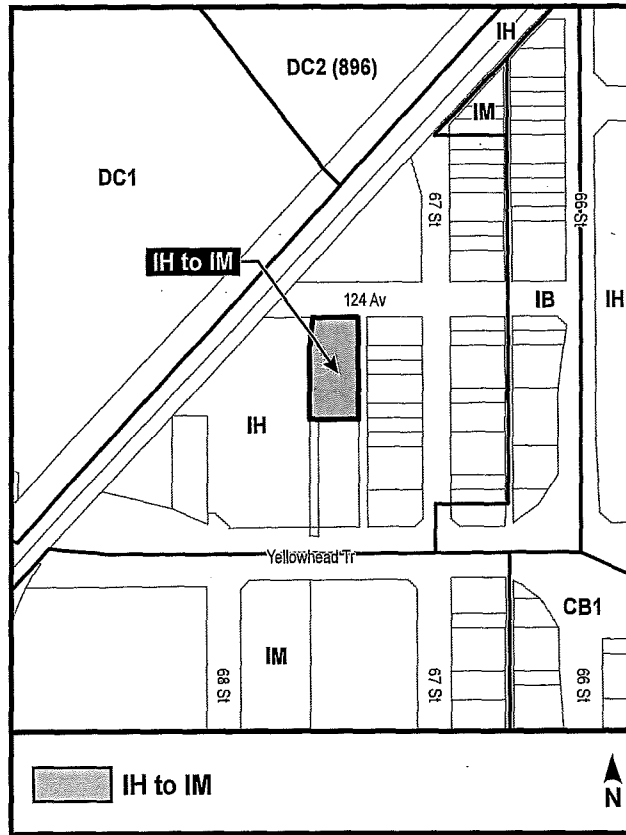 IH
DC2 (896)
IM
DC1
67 St
66 St
IH to IM
124 Av
IB
IH
IH
Yellowhead Tr
CB1
IM
68 St
67 St
66 St
IH to IM
N